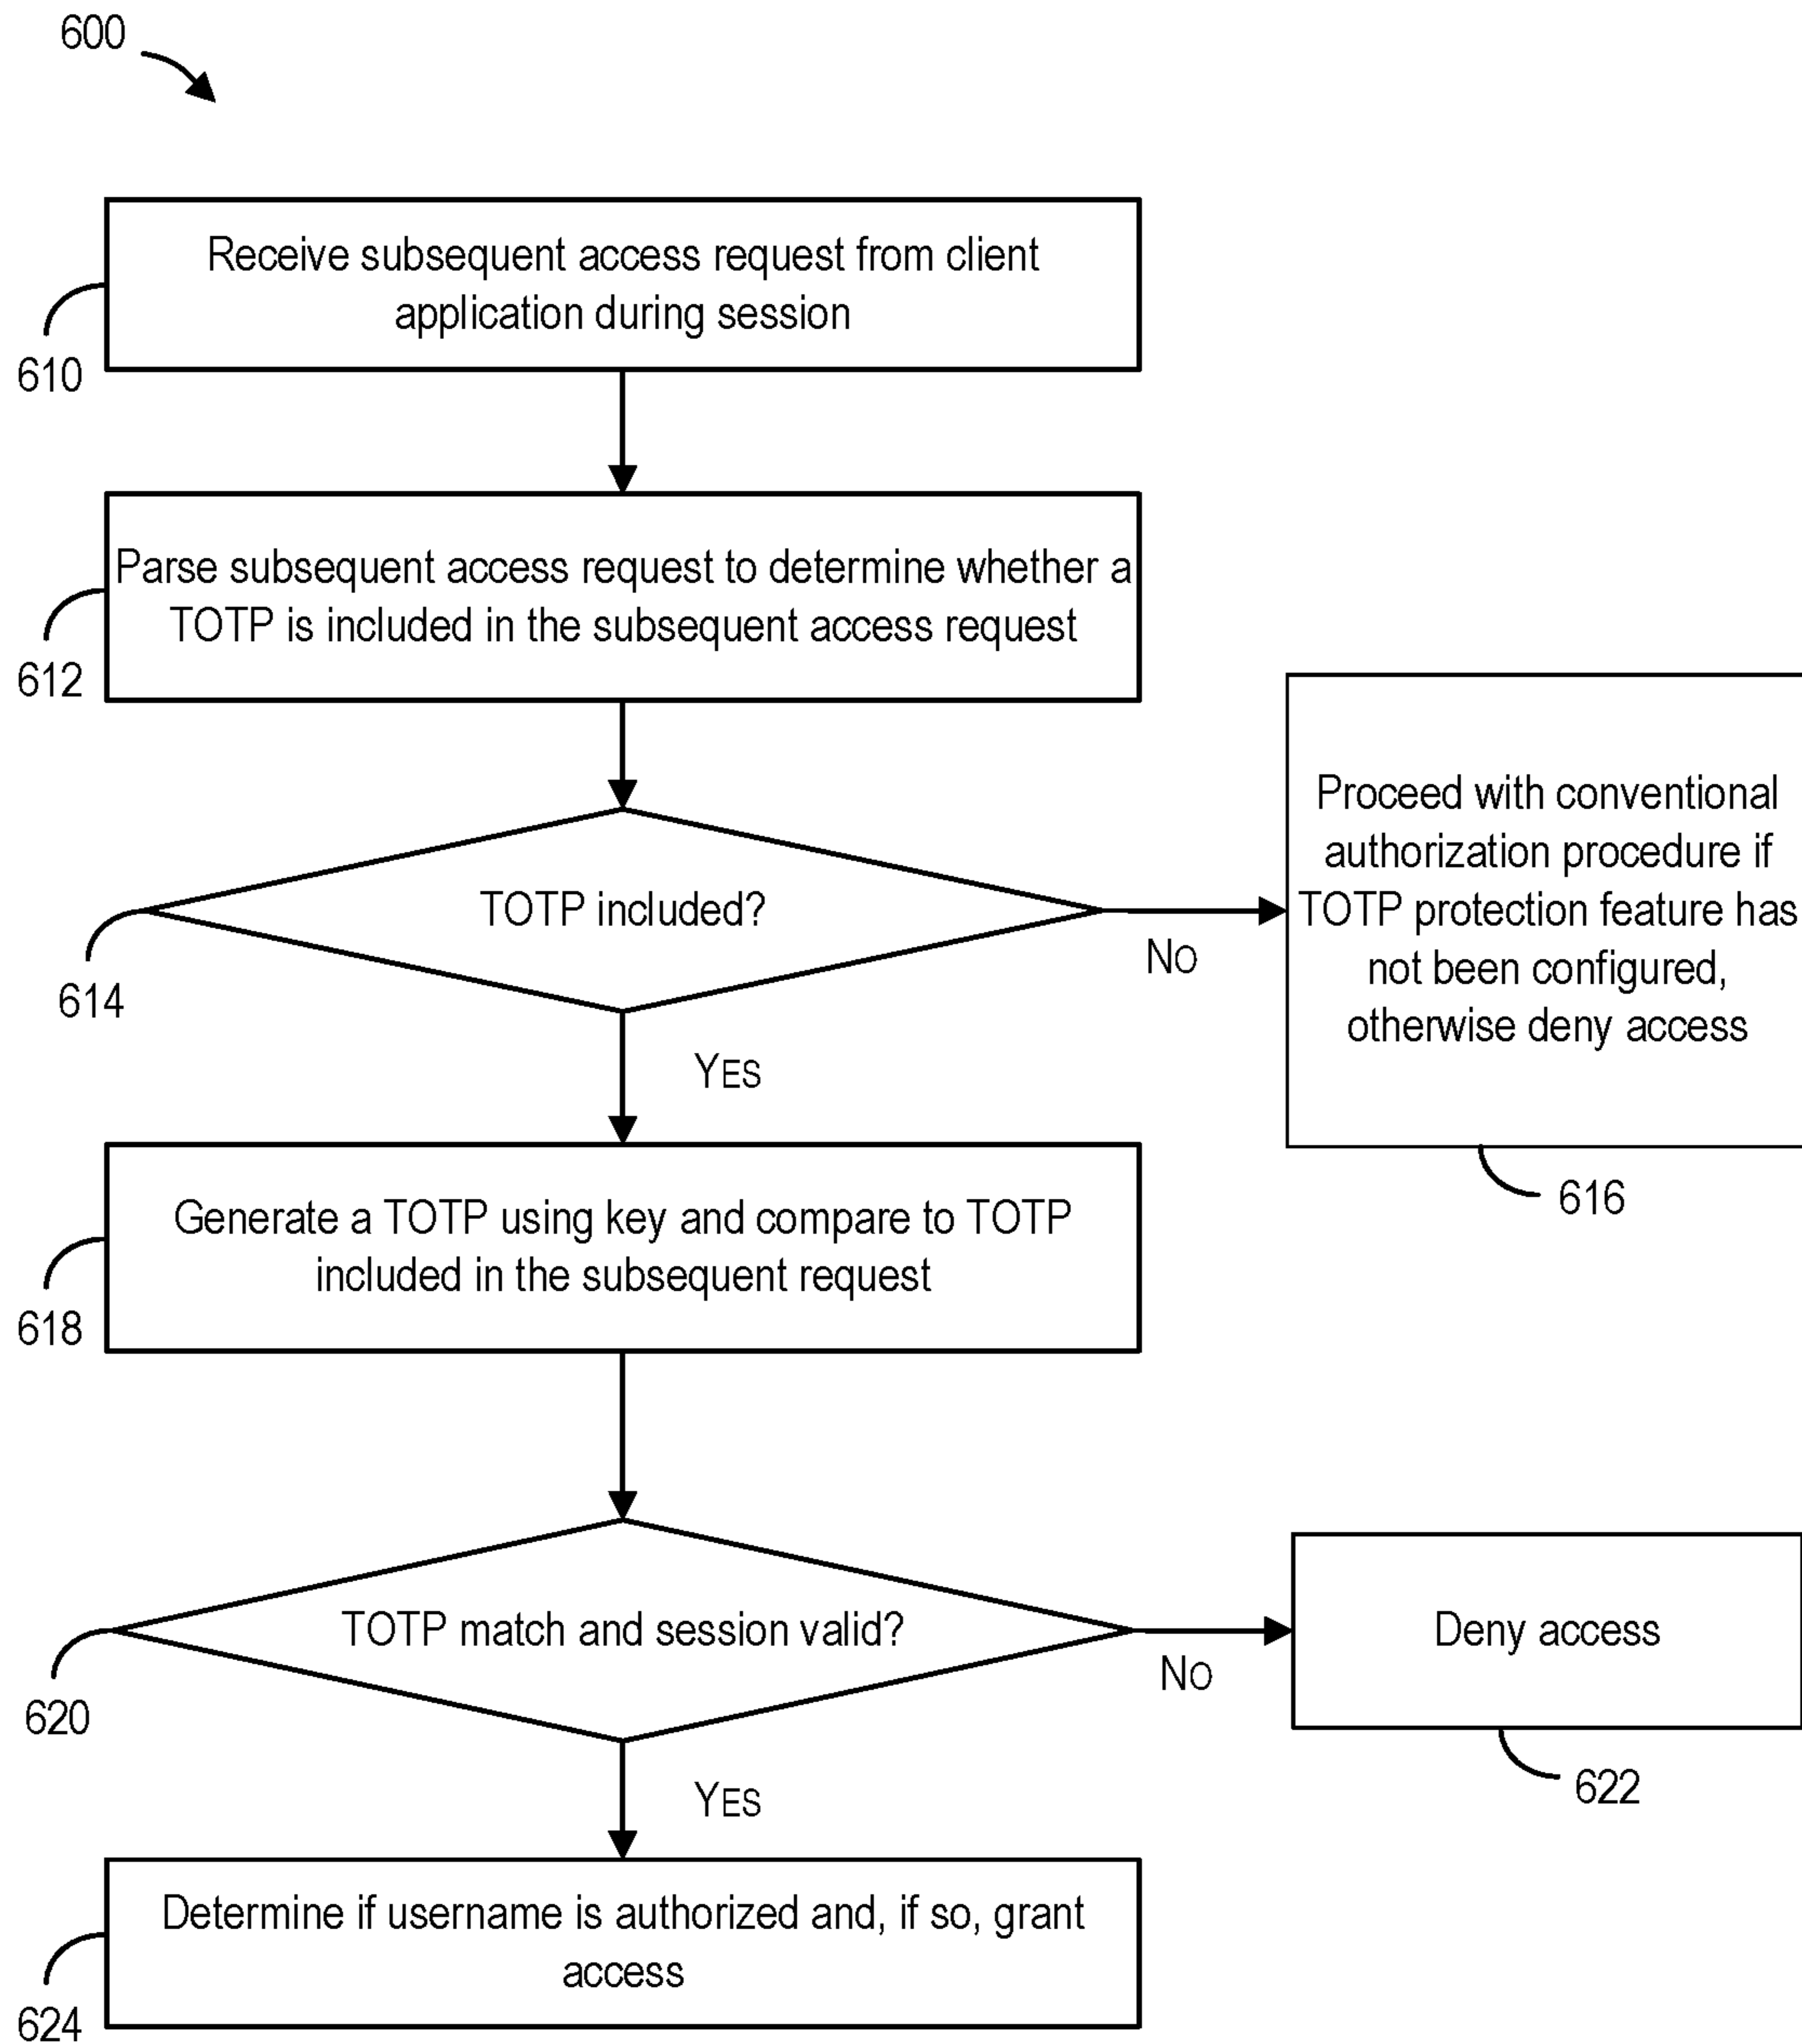 600
Receive subsequent access request from client
application during session
610
Parse subsequent access request to determine whether a
TOTP is included in the subsequent access request
612
TOTP included?
614
NO
YES
Proceed with conventional
authorization procedure if
TOTP protection feature has
not been configured,
otherwise deny access
616
Generate a TOTP using key and compare to TOTP
included in the subsequent request
618
TOTP match and session valid?
620
NO
Deny access
622
YES
Determine if username is authorized and, if so, grant
access
624